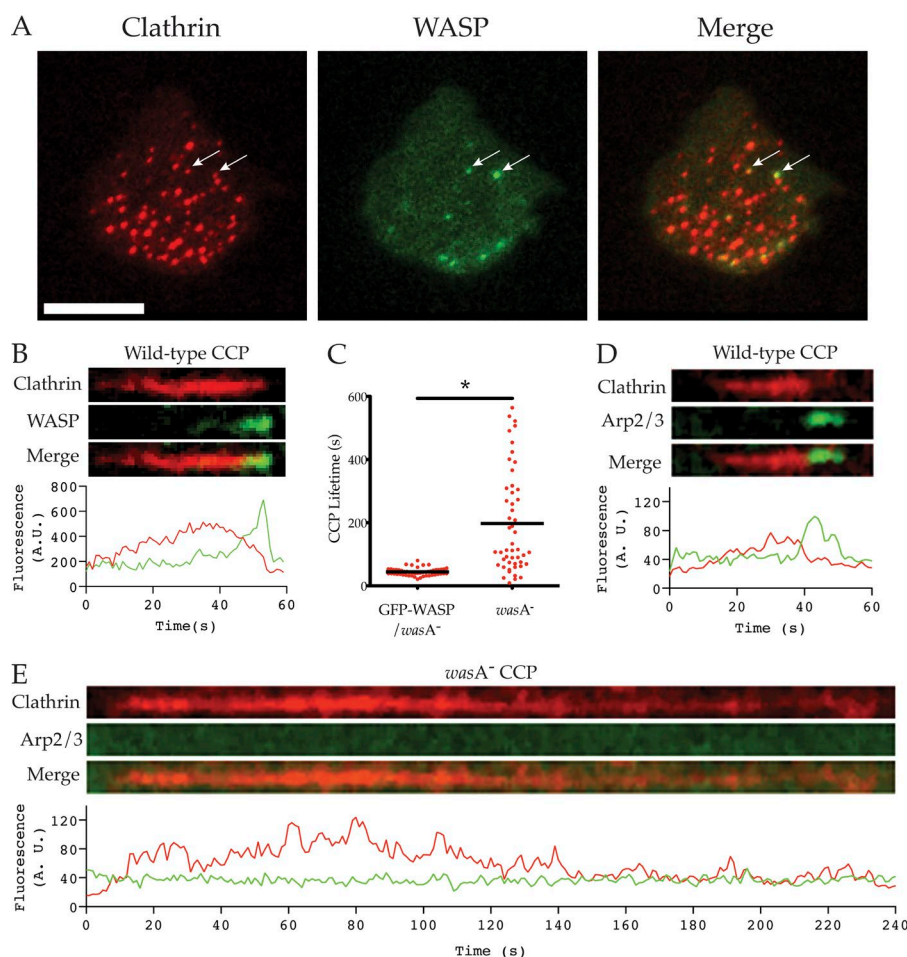 A
Clathrin
WASP
Merge
B
Wild-type CCP
Clathrin
WASP
Merge
Fluorescence
(A.U.)
800
600
400
200
0
0
20
40
60
Time(s)
C
*
CCP Lifetime (s)
600
400
200
0
GFP-WASP
/wasA⁻
wasA⁻
D
Wild-type CCP
Clathrin
Arp2/3
Merge
Fluorescence
(A. U.)
120
80
40
0
0
20
40
60
Time (s)
E
wasA⁻ CCP
Clathrin
Arp2/3
Merge
Fluorescence
(A. U.)
120
80
40
0
0
20
40
60
80
100
120
140
160
180
200
220
240
Time (s)